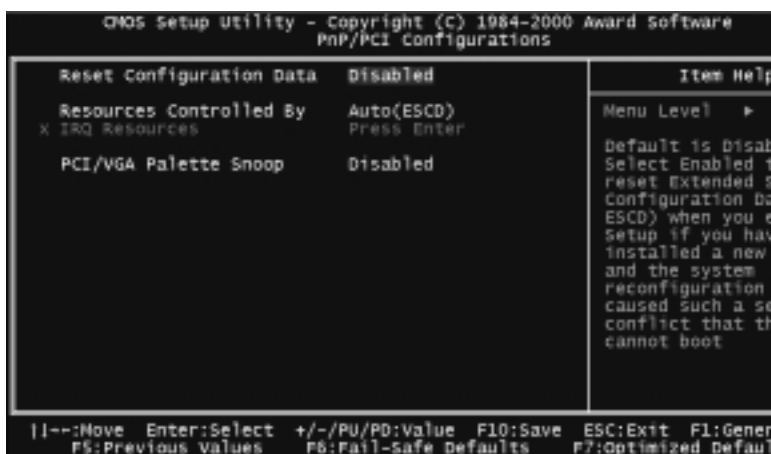 CMOS Setup Utility - Copyright (C) 1984-2000 Award Software
PnP/PCI Configurations
Reset Configuration Data Disabled
Resources Controlled By Auto(ESCD)
x IRQ Resources Press Enter
PCI/VGA Palette Snoop Disabled
Item Help
Menu Level ▶
Default is Disab
Select Enabled t
reset Extended S
Configuration Da
ESCD) when you e
Setup if you hav
installed a new
and the system
reconfiguration
caused such a se
conflict that th
cannot boot
↑↓→←:Move Enter:Select +/-/PU/PD:Value F10:Save ESC:Exit F1:Gener
F5:Previous Values F6:Fail-Safe Defaults F7:Optimized Defaul